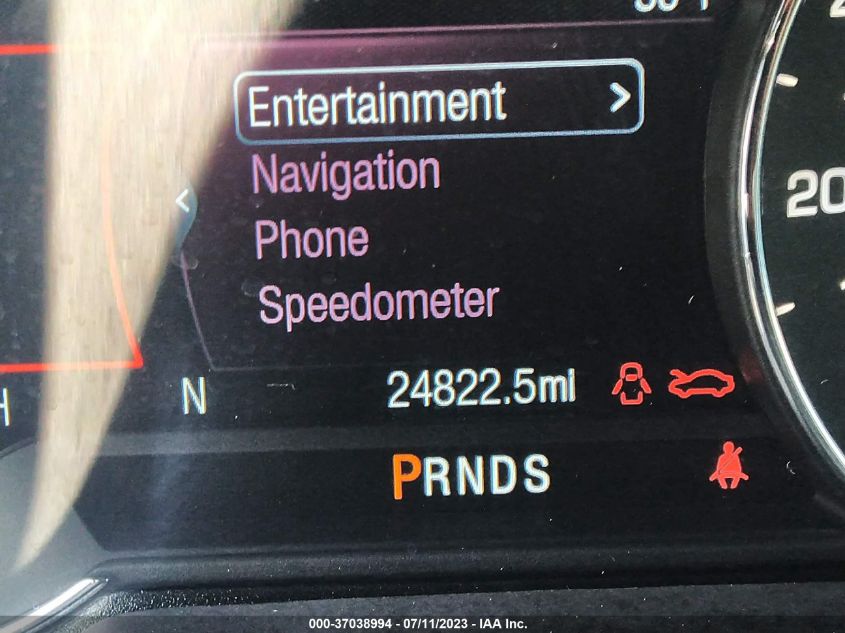 Entertainment >
Navigation
<
Phone
Speedometer
20
N 24822.5mi
PRNDS
000-37038994 - 07/11/2023 - IAA Inc.